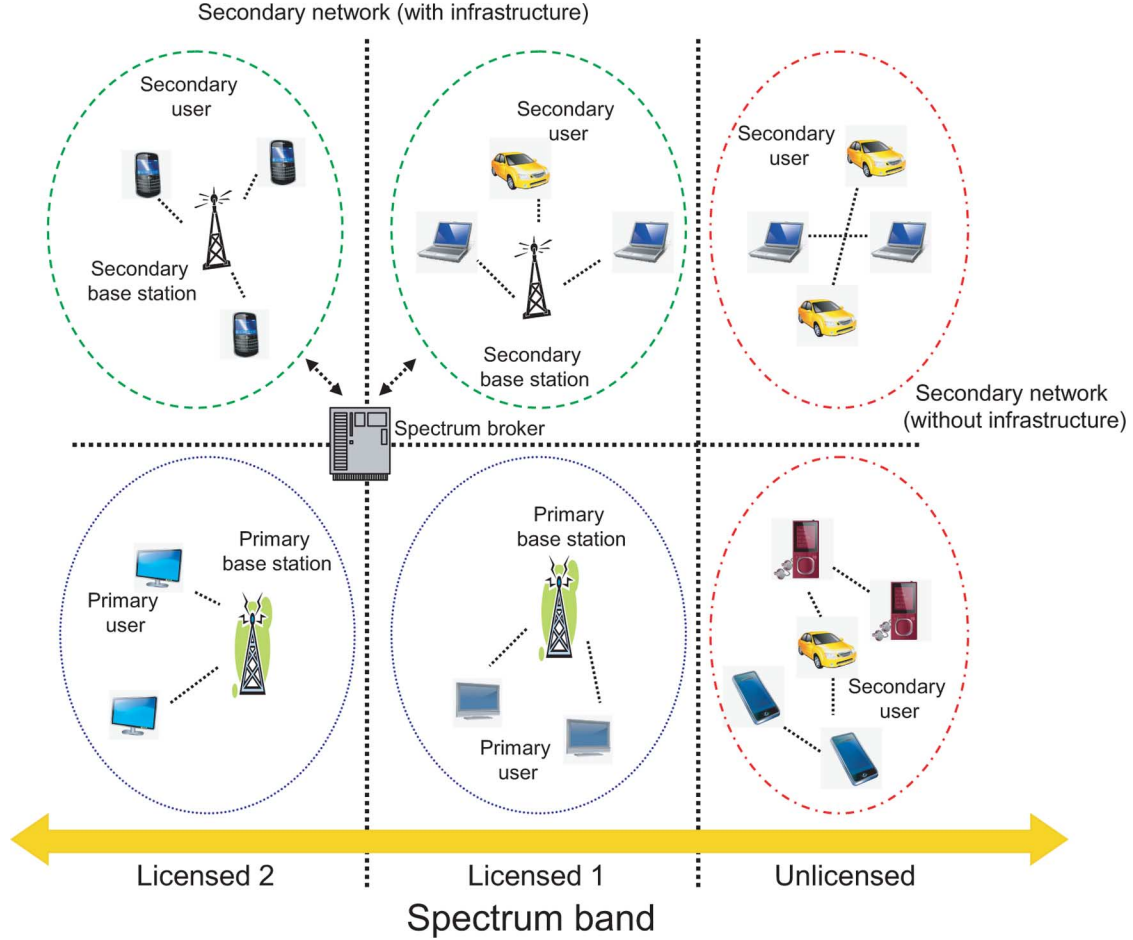 Secondary network (with infrastructure)
Secondary
user
Secondary
base station
Secondary
user
Secondary
base station
Secondary
user
Secondary network
(without infrastructure)
Spectrum broker
Primary
base station
Primary
user
Primary
base station
Primary
user
Secondary
user
Licensed 2
Licensed 1
Unlicensed
Spectrum band